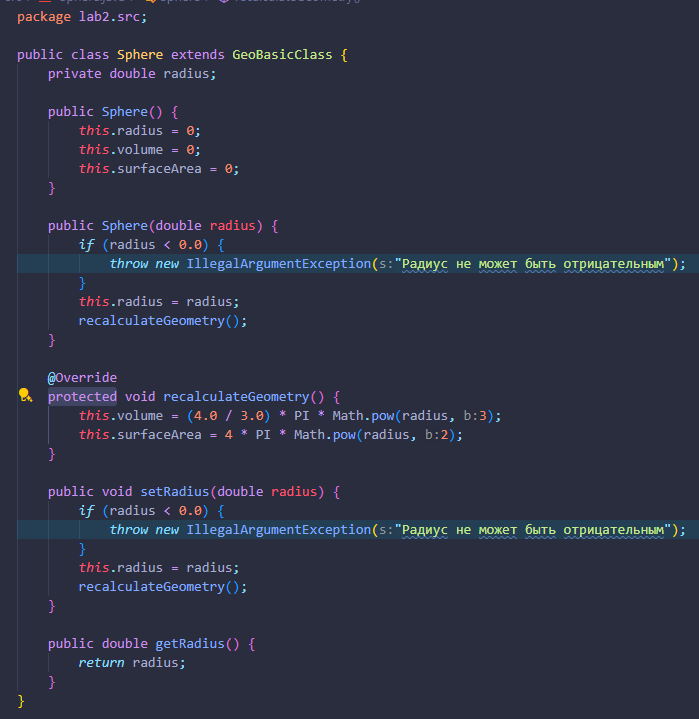 package lab2.src;
public class Sphere extends GeoBasicClass {
private double radius;
public Sphere() {
this.radius = 0;
this.volume = 0;
this.surfaceArea = 0;
}
public Sphere(double radius) {
if (radius < 0.0) {
throw new IllegalArgumentException(s:"Радиус не может быть отрицательным");
}
this.radius = radius;
recalculateGeometry();
}
@Override
protected void recalculateGeometry() {
this.volume = (4.0 / 3.0) * PI * Math.pow(radius, b:3);
this.surfaceArea = 4 * PI * Math.pow(radius, b:2);
}
public void setRadius(double radius) {
if (radius < 0.0) {
throw new IllegalArgumentException(s:"Радиус не может быть отрицательным");
}
this.radius = radius;
recalculateGeometry();
}
public double getRadius() {
return radius;
}
}